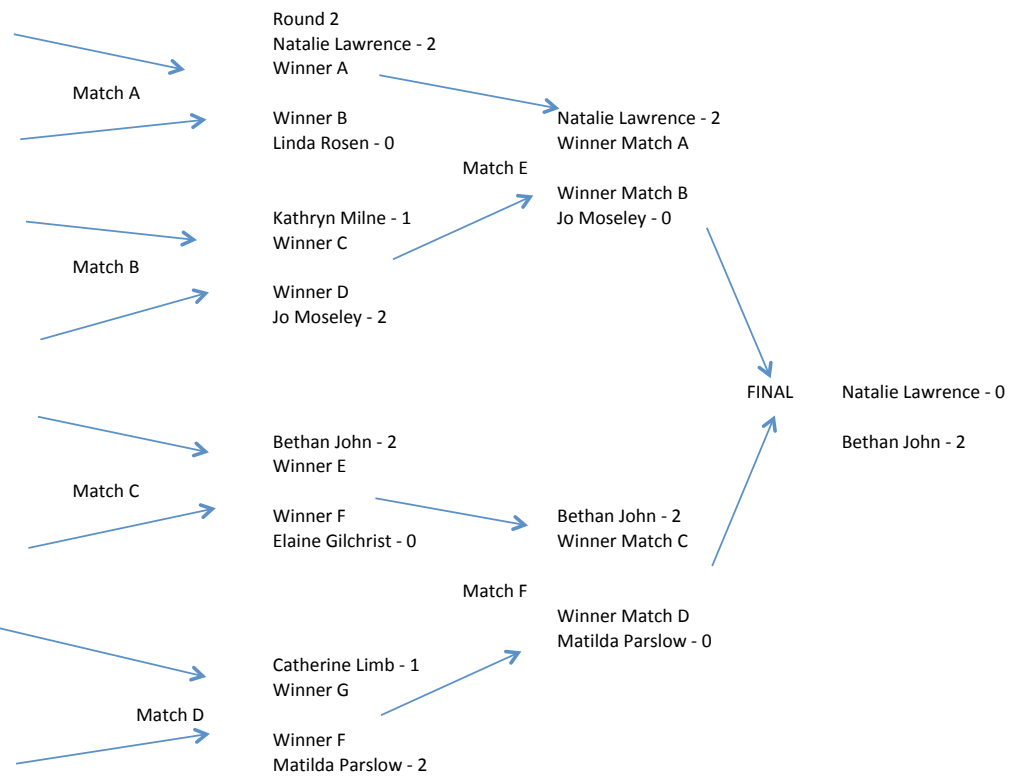 Round 2
Natalie Lawrence - 2
Winner A
Match A
Winner B
Linda Rosen - 0
Natalie Lawrence - 2
Winner Match A
Match E
Winner Match B
Jo Moseley - 0
Kathryn Milne - 1
Winner C
Match B
Winner D
Jo Moseley - 2
FINAL
Natalie Lawrence - 0
Bethan John - 2
Bethan John - 2
Winner E
Match C
Winner F
Elaine Gilchrist - 0
Bethan John - 2
Winner Match C
Match F
Winner Match D
Matilda Parslow - 0
Catherine Limb - 1
Winner G
Match D
Winner F
Matilda Parslow - 2